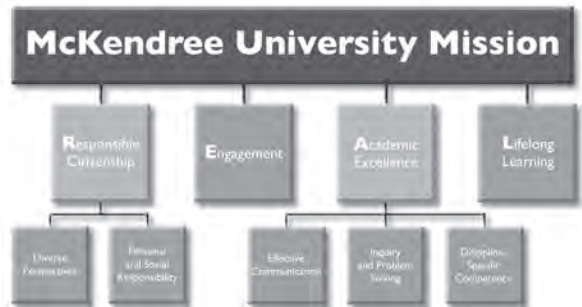 McKendree University Mission
Responsible
Citizenship
Engagement
Academic
Excellence
Lifelong
Learning
Diverse
Perspectives
Personal
and Social
Responsibility
Effective
Communication
Inquiry
and Problem
Solving
Discipline-
Specific
Competence